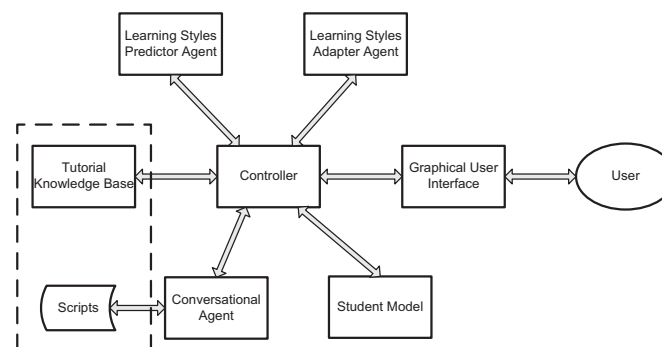 Learning Styles
Predictor Agent
Learning Styles
Adapter Agent
Tutorial
Knowledge Base
Controller
Graphical User
Interface
User
Scripts
Conversational
Agent
Student Model